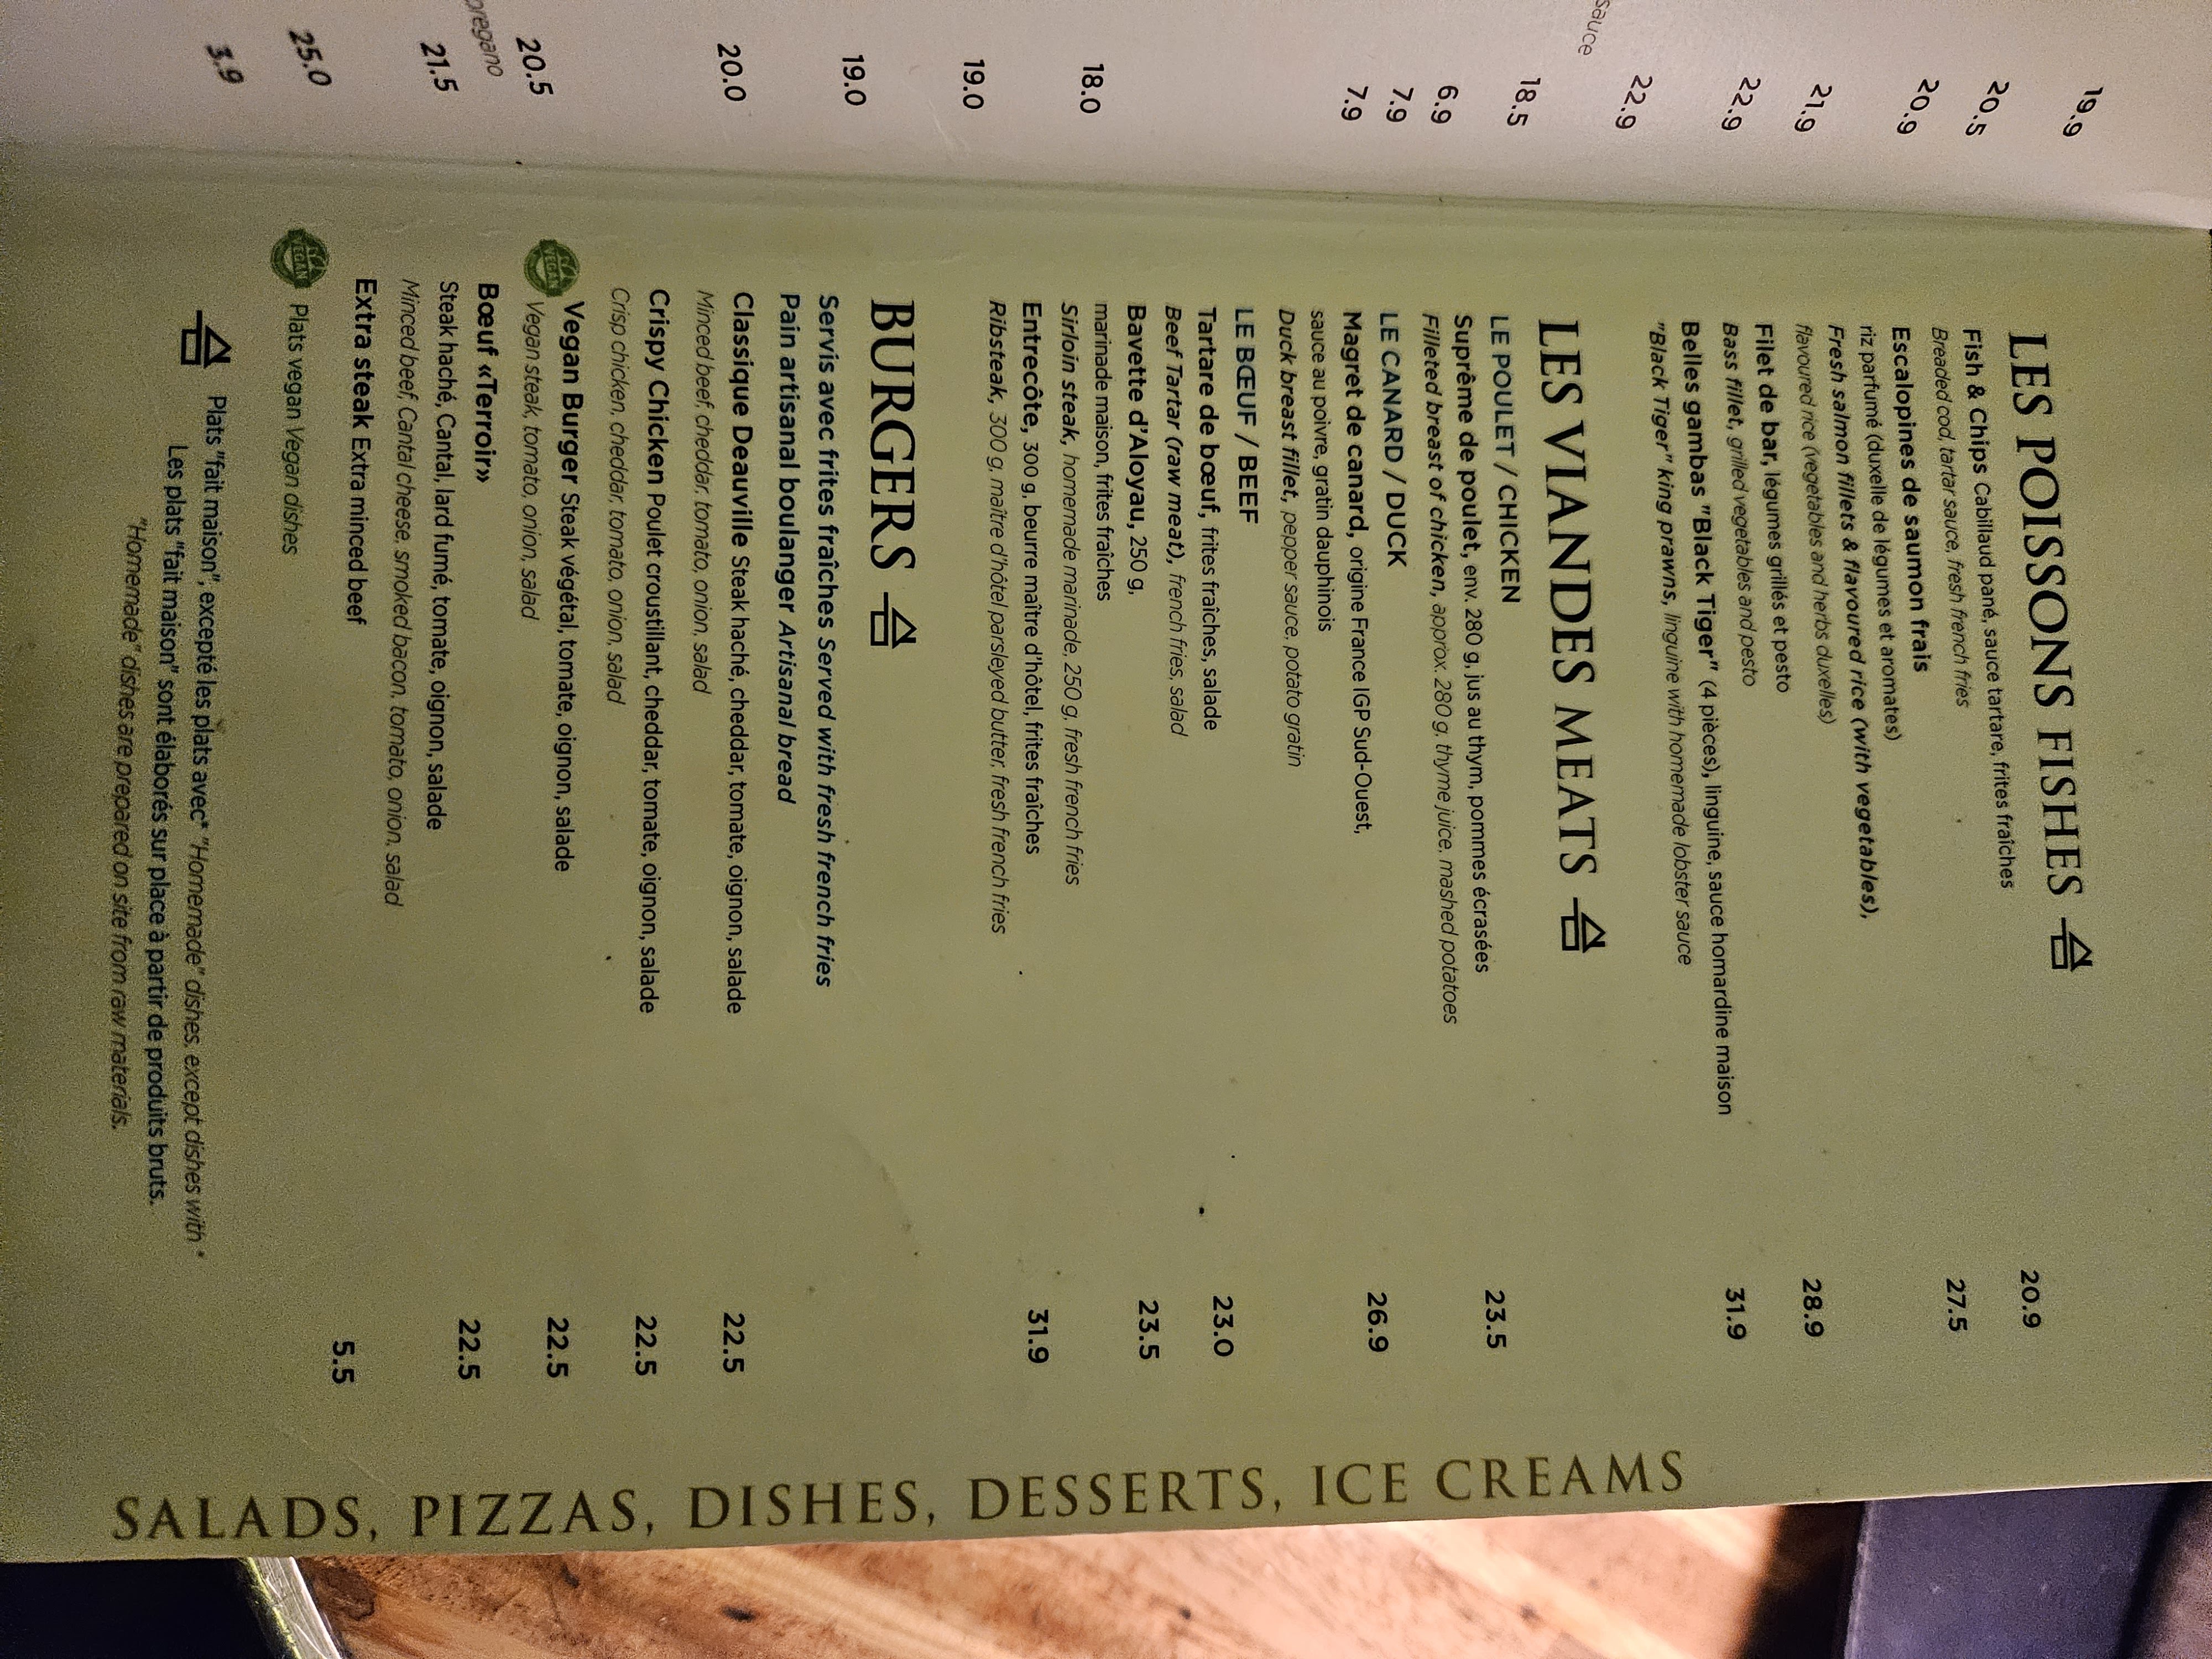 sauce
oregano
19.9
20.5
20.9
21.9
22.9
22.9
18.5
6.9
7.9
7.9
18.0
19.0
19.0
20.0
20.5
21.5
25.0
3.9
LES POISSONS FISHES
Fish & Chips Cabillaud pané, sauce tartare, frites fraîches 20.9
Breaded cod, tartar sauce, fresh french fries
Escalopines de saumon frais 27.5
riz parfumé (duxelle de légumes et aromates)
Fresh salmon fillets & flavoured rice (with vegetables),
flavoured rice (vegetables and herbs duxelles)
Filet de bar, légumes grillés et pesto 28.9
Bass fillet, grilled vegetables and pesto
Belles gambas "Black Tiger" (4 pièces), linguine, sauce homardine maison 31.9
"Black Tiger" king prawns, linguine with homemade lobster sauce
LES VIANDES MEATS
LE POULET / CHICKEN
Suprême de poulet, env. 280 g, jus au thym, pommes écrasées 23.5
Filleted breast of chicken, approx. 280 g, thyme juice, mashed potatoes
LE CANARD / DUCK
Magret de canard, origine France IGP Sud-Ouest, 26.9
sauce au poivre, gratin dauphinois
Duck breast fillet, pepper sauce, potato gratin
LE BŒUF / BEEF
Tartare de bœuf, frites fraîches, salade 23.0
Beef Tartar (raw meat), french fries, salad
Bavette d'Aloyau, 250 g, 23.5
marinade maison, frites fraîches
Sirloin steak, homemade marinade, 250 g, fresh french fries
Entrecôte, 300 g, beurre maître d'hôtel, frites fraîches 31.9
Ribsteak, 300 g, maître d'hôtel parsleyed butter, fresh french fries
BURGERS
Servis avec frites fraîches Served with fresh french fries
Pain artisanal boulanger Artisanal bread
Classique Deauville Steak haché, cheddar, tomate, oignon, salade 22.5
Minced beef, cheddar, tomato, onion, salad
Crispy Chicken Poulet croustillant, cheddar, tomate, oignon, salade 22.5
Crisp chicken, cheddar, tomato, onion, salad
VEGAN Vegan Burger Steak végétal, tomate, oignon, salade 22.5
Vegan steak, tomato, onion, salad
Bœuf «Terroir» 22.5
Steak haché, Cantal, lard fumé, tomate, oignon, salade
Minced beef, Cantal cheese, smoked bacon, tomato, onion, salad
Extra steak Extra minced beef 5.5
VEGAN Plats vegan Vegan dishes
Plats "fait maison", excepté les plats avec* "Homemade" dishes, except dishes with *
Les plats "fait maison" sont élaborés sur place à partir de produits bruts.
"Homemade" dishes are prepared on site from raw materials.
SALADS, PIZZAS, DISHES, DESSERTS, ICE CREAMS